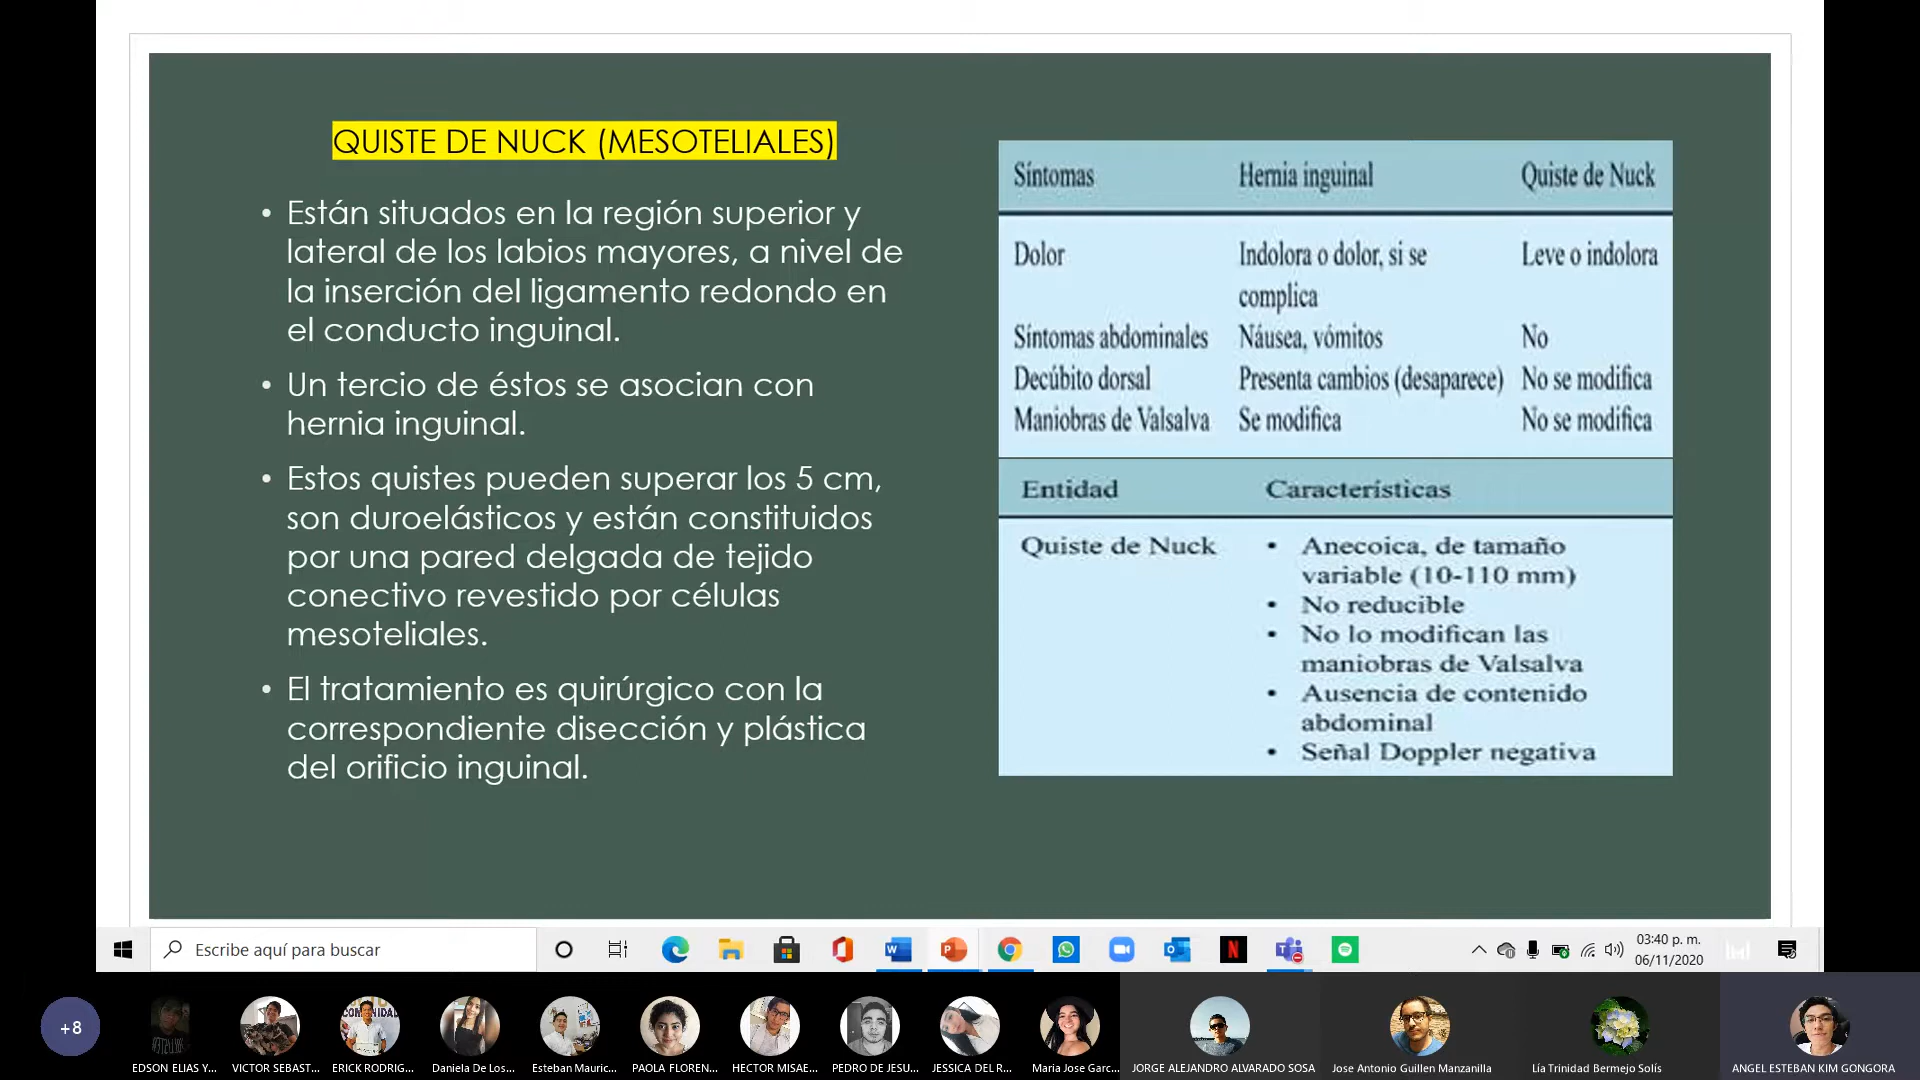 QUISTE DE NUCK (MESOTELIALES)
• Están situados en la región superior y
lateral de los labios mayores, a nivel de
la inserción del ligamento redondo en
el conducto inguinal.
• Un tercio de éstos se asocian con
hernia inguinal.
• Estos quistes pueden superar los 5 cm,
son duroelásticos y están constituidos
por una pared delgada de tejido
conectivo revestido por células
mesoteliales.
• El tratamiento es quirúrgico con la
correspondiente disección y plástica
del orificio inguinal.
Síntomas Hernia inguinal Quiste de Nuck
Dolor Indolora o dolor, si se Leve o indolora
complica
Síntomas abdominales Náusea, vómitos No
Decúbito dorsal Presenta cambios (desaparece) No se modifica
Maniobras de Valsalva Se modifica No se modifica
Entidad Características
Quiste de Nuck • Anecoica, de tamaño
variable (10-110 mm)
• No reducible
• No lo modifican las
maniobras de Valsalva
• Ausencia de contenido
abdominal
• Señal Doppler negativa
Escribe aquí para buscar
03:40 p. m.
06/11/2020
+8
EDSON ELIAS Y... VICTOR SEBAST... ERICK RODRIG... Daniela De Los... Esteban Mauric... PAOLA FLOREN... HECTOR MISAE... PEDRO DE JESU... JESSICA DEL R... Maria Jose Garc... JORGE ALEJANDRO ALVARADO SOSA Jose Antonio Guillen Manzanilla Lía Trinidad Bermejo Solís ANGEL ESTEBAN KIM GONGORA